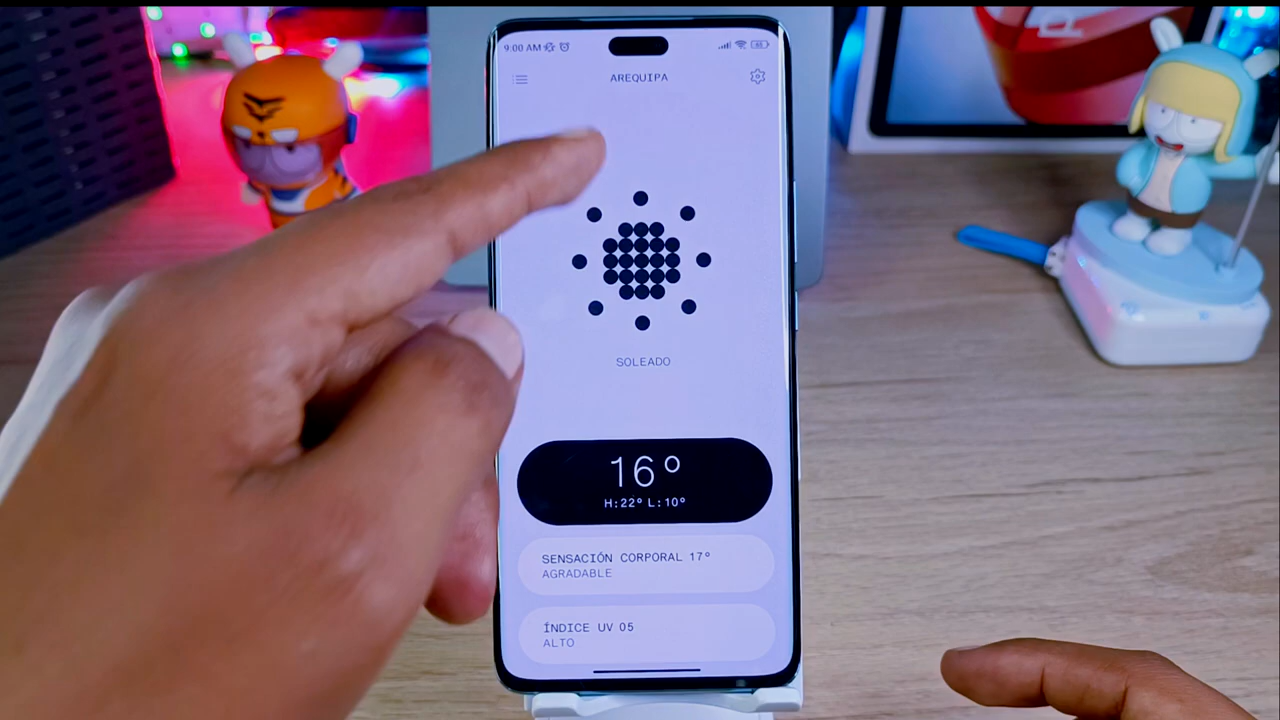 9:00 AM
AREQUIPA
SOLEADO
16°
H:22° L:10°
SENSACIÓN CORPORAL 17°
AGRADABLE
ÍNDICE UV 05
ALTO